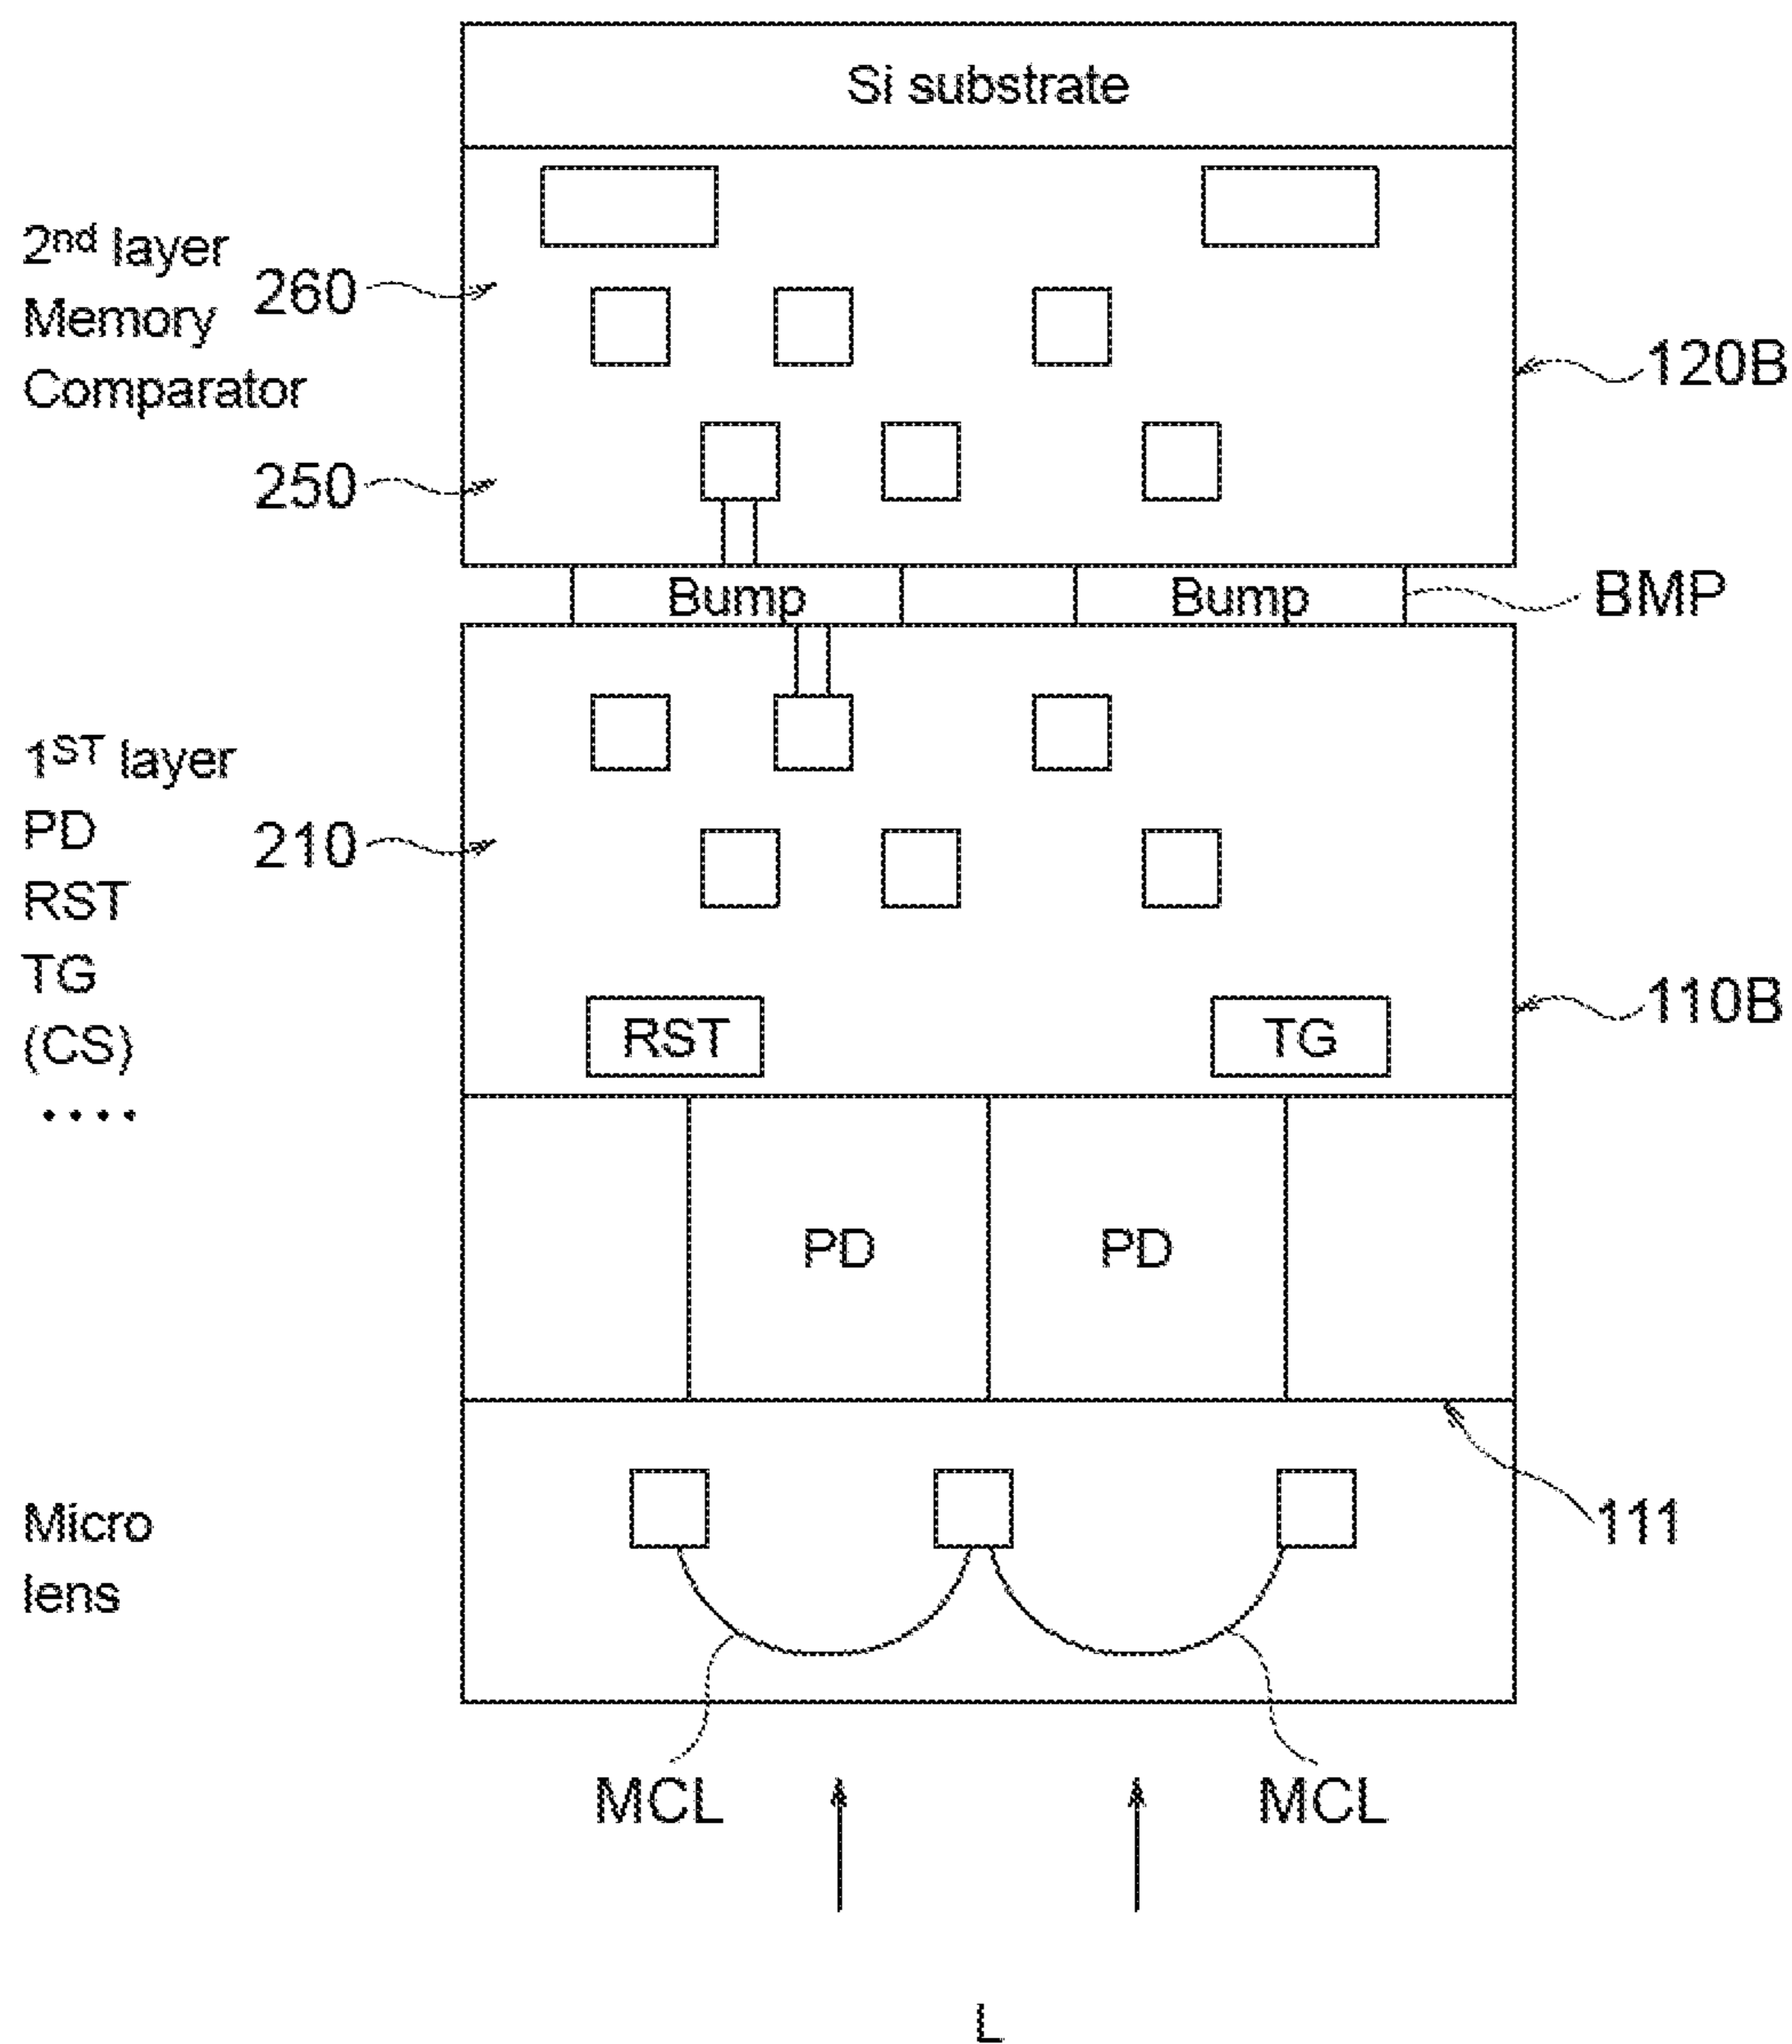 Si substrate
2nd layer
Memory
Comparator
260
250
120B
Bump
Bump
BMP
1ST layer
PD
RST
TG
(CS)
····
210
RST
TG
110B
PD
PD
111
Micro
lens
MCL
MCL
L